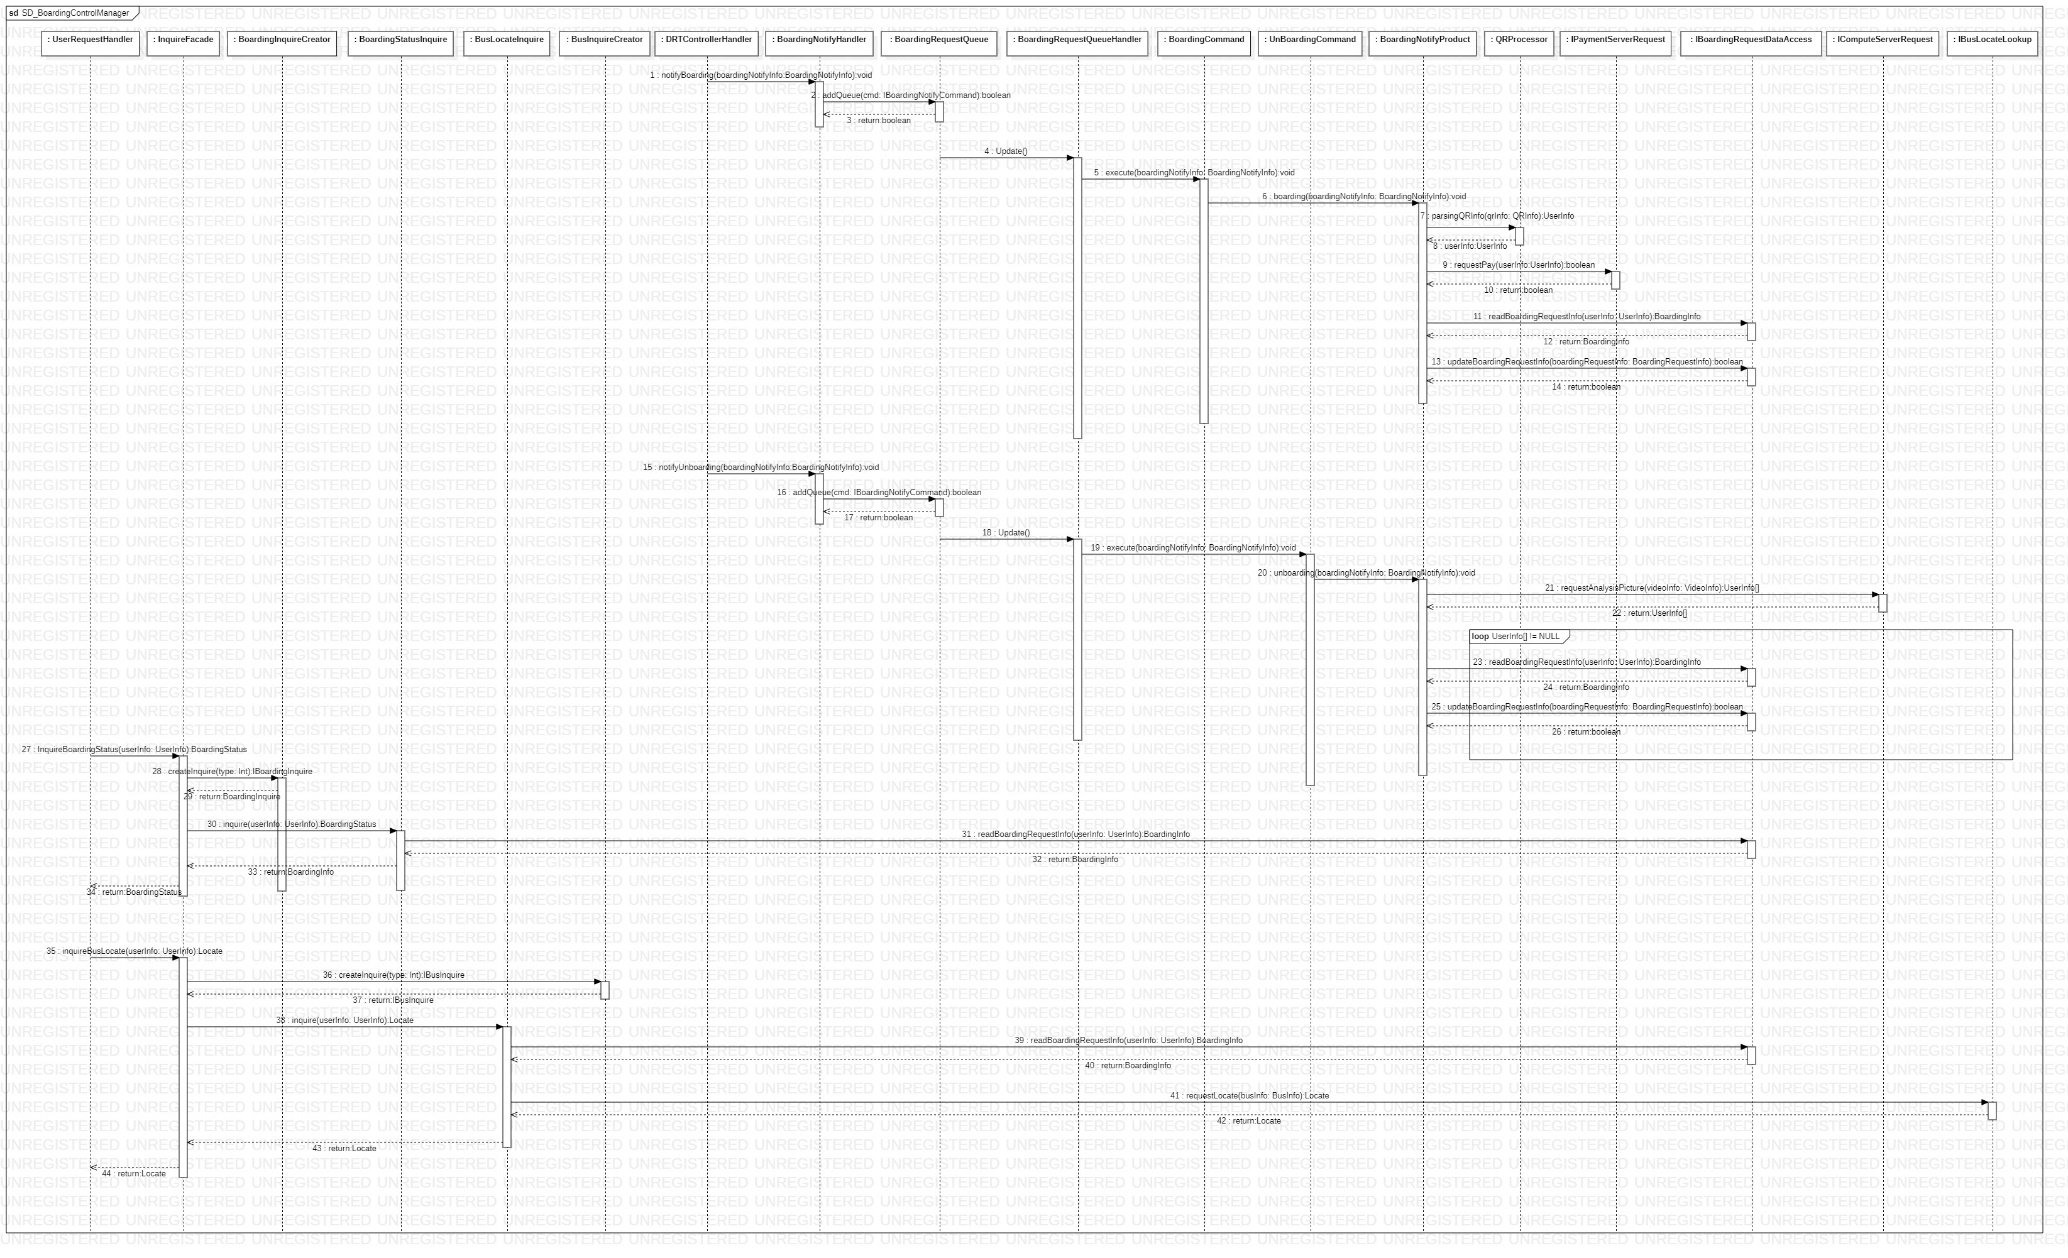 sd SD_BoardingControlManager
: UserRequestHandler
: InquireFacade
: BoardingInquireCreator
: BoardingStatusInquire
: BusLocateInquire
: BusInquireCreator
: DRTControllerHandler
: BoardingNotifyHandler
: BoardingRequestQueue
: BoardingRequestQueueHandler
: BoardingCommand
: UnBoardingCommand
: BoardingNotifyProduct
: QRProcessor
: IPaymentServerRequest
: IBoardingRequestDataAccess
: IComputeServerRequest
: IBusLocateLookup
1 : notifyBoarding(boardingNotifyInfo:BoardingNotifyInfo):void
2 : addQueue(cmd: IBoardingNotifyCommand):boolean
3 : return:boolean
4 : Update()
5 : execute(boardingNotifyInfo: BoardingNotifyInfo):void
6 : boarding(boardingNotifyInfo: BoardingNotifyInfo):void
7 : parsingQRInfo(qrInfo: QRInfo):UserInfo
8 : userInfo:UserInfo
9 : requestPay(userInfo:UserInfo):boolean
10 : return:boolean
11 : readBoardingRequestInfo(userInfo: UserInfo):BoardingInfo
12 : return:BoardingInfo
13 : updateBoardingRequestInfo(boardingRequestInfo: BoardingRequestInfo):boolean
14 : return:boolean
15 : notifyUnboarding(boardingNotifyInfo:BoardingNotifyInfo):void
16 : addQueue(cmd: IBoardingNotifyCommand):boolean
17 : return:boolean
18 : Update()
19 : execute(boardingNotifyInfo: BoardingNotifyInfo):void
20 : unboarding(boardingNotifyInfo: BoardingNotifyInfo):void
21 : requestAnalysisPicture(videoInfo: VideoInfo):UserInfo[]
22 : return:UserInfo[]
loop UserInfo[] != NULL
23 : readBoardingRequestInfo(userInfo: UserInfo):BoardingInfo
24 : return:BoardingInfo
25 : updateBoardingRequestInfo(boardingRequestInfo: BoardingRequestInfo):boolean
26 : return:boolean
27 : InquireBoardingStatus(userInfo: UserInfo):BoardingStatus
28 : createInquire(type: Int):IBoardingInquire
29 : return:BoardingInquire
30 : inquire(userInfo: UserInfo):BoardingStatus
31 : readBoardingRequestInfo(userInfo: UserInfo):BoardingInfo
32 : return:BoardingInfo
33 : return:BoardingInfo
34 : return:BoardingStatus
35 : inquireBusLocate(userInfo: UserInfo):Locate
36 : createInquire(type: Int):IBusInquire
37 : return:IBusInquire
38 : inquire(userInfo: UserInfo):Locate
39 : readBoardingRequestInfo(userInfo: UserInfo):BoardingInfo
40 : return:BoardingInfo
41 : requestLocate(busInfo: BusInfo):Locate
42 : return:Locate
43 : return:Locate
44 : return:Locate
UNREGISTERED